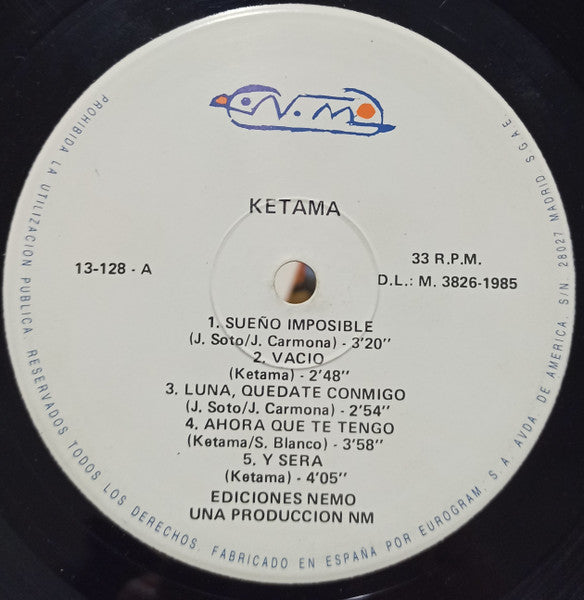 N.M
KETAMA
13-128 - A
33 R.P.M.
D.L.: M. 3826-1985
1. SUEÑO IMPOSIBLE
(J. Soto/J. Carmona) - 3'20''
2. VACIO
(Ketama) - 2'48''
3. LUNA, QUEDATE CONMIGO
(J. Soto/J. Carmona) - 2'54''
4. AHORA QUE TE TENGO
(Ketama/S. Blanco) - 3'58''
5. Y SERA
(Ketama) - 4'05''
EDICIONES NEMO
UNA PRODUCCION NM
PROHIBIDA LA UTILIZACION PUBLICA. RESERVADOS TODOS LOS DERECHOS. FABRICADO EN ESPAÑA POR EUROGRAM. S.A. AVDA DE AMERICA. S/N. 28027 MADRID S.G.A.E.